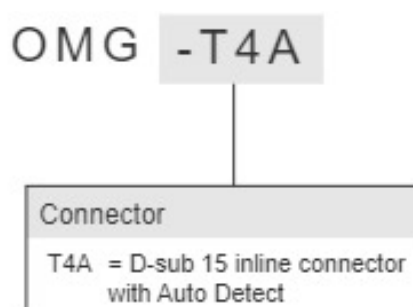 OMG -T4A
Connector
T4A = D-sub 15 inline connector
with Auto Detect